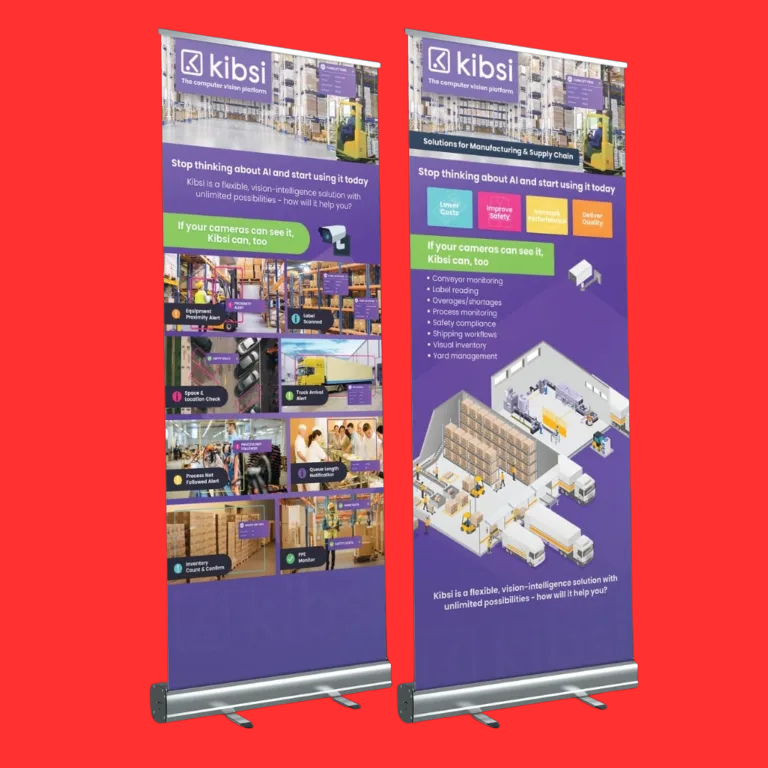 kibsi
The computer vision platform
Stop thinking about AI and start using it today
Kibsi is a flexible, vision-intelligence solution with
unlimited possibilities - how will it help you?
If your cameras can see it,
Kibsi can, too
Equipment
Proximity Alert
PROXIMITY
ALERT
Label
Scanned
Space &
Location Check
Truck Arrival
Alert
Process Not
Followed Alert
Queue Length
Notification
Inventory
Count & Confirm
PPE
Monitor
kibsi
The computer vision platform
Solutions for Manufacturing & Supply Chain
Stop thinking about AI and start using it today
Lower
Costs
Improve
Safety
Increase
Performance
Deliver
Quality
If your cameras can see it,
Kibsi can, too
• Conveyor monitoring
• Label reading
• Overages/shortages
• Process monitoring
• Safety compliance
• Shipping workflows
• Visual inventory
• Yard management
Kibsi is a flexible, vision-intelligence solution with
unlimited possibilities - how will it help you?